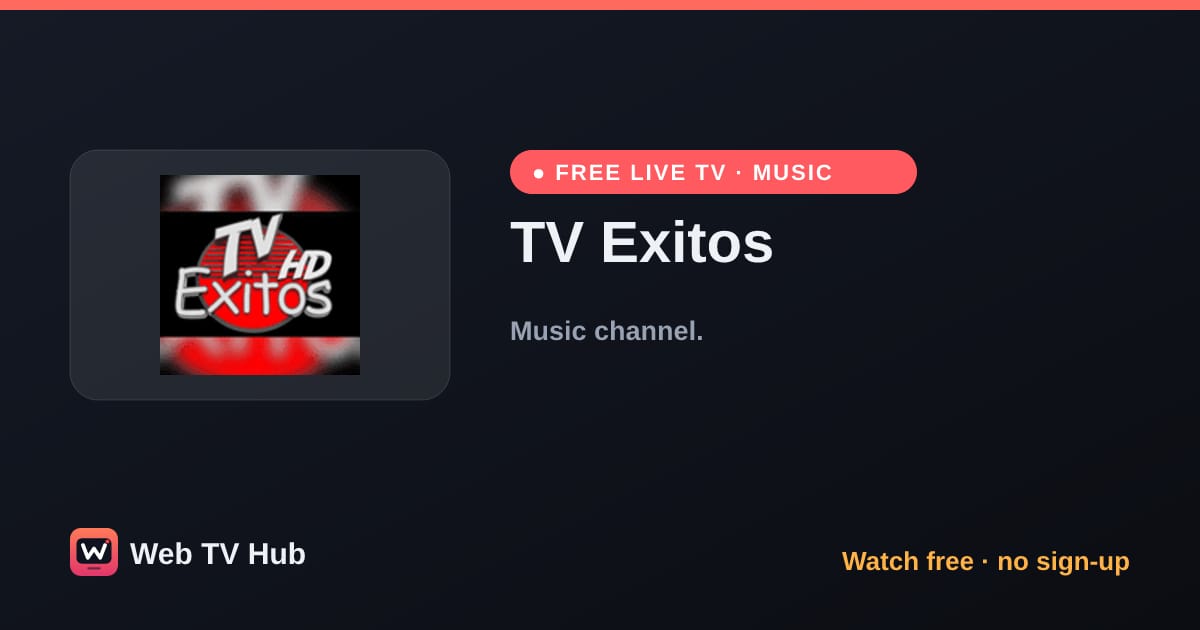 TV
HD
Exitos
• FREE LIVE TV · MUSIC
TV Exitos
Music channel.
W
Web TV Hub
Watch free · no sign-up